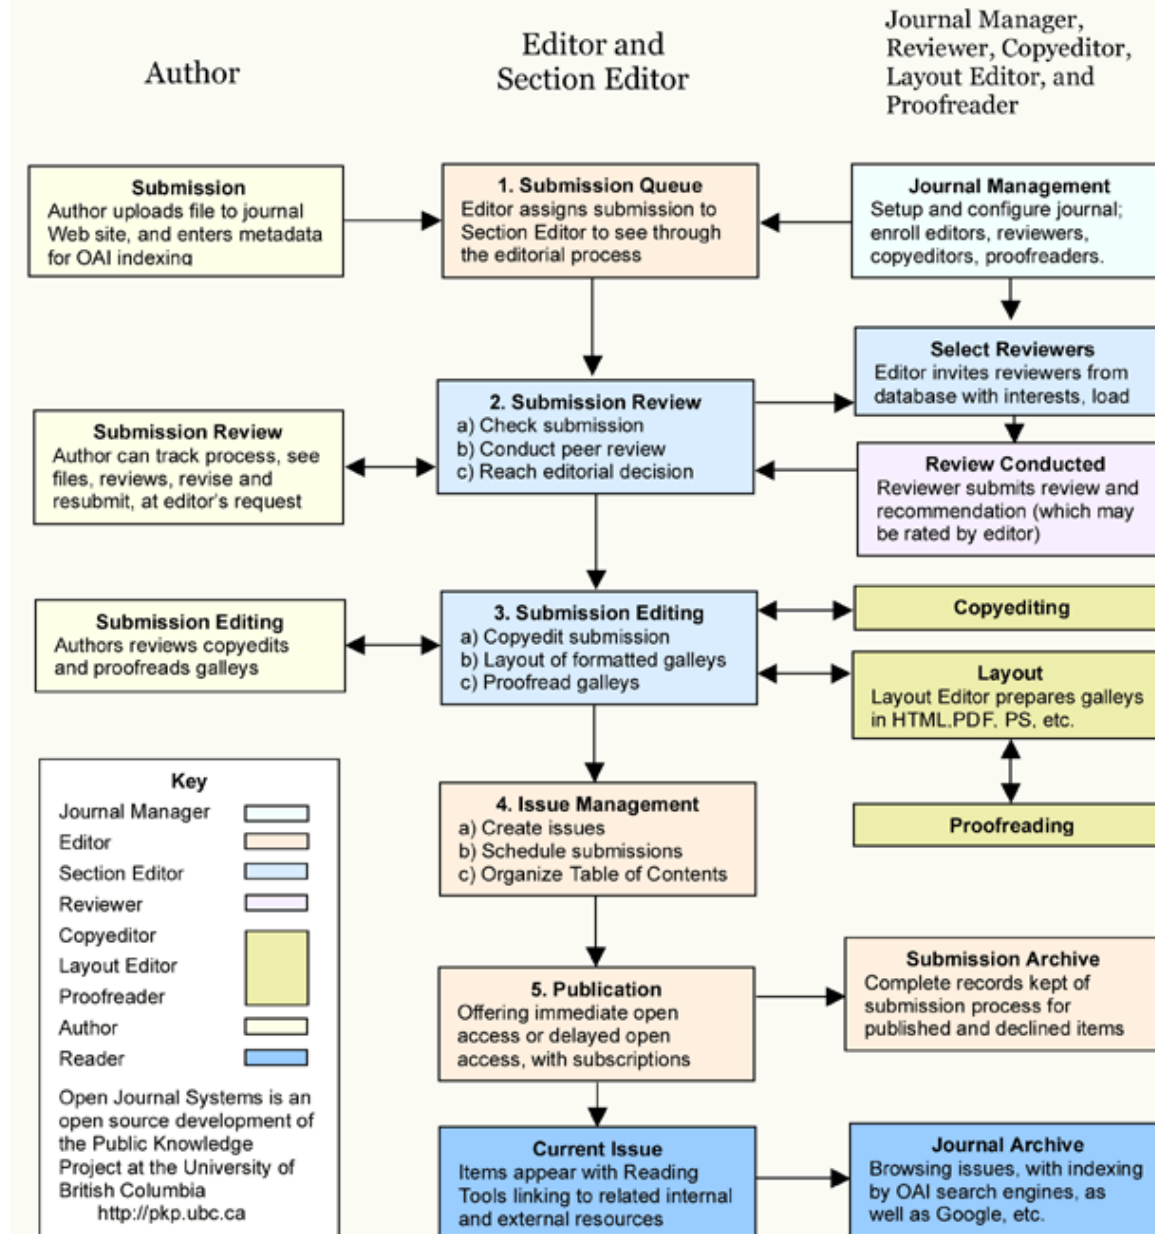 Author
Editor and
Section Editor
Journal Manager,
Reviewer, Copyeditor,
Layout Editor, and
Proofreader
Submission
Author uploads file to journal
Web site, and enters metadata
for OAI indexing
1. Submission Queue
Editor assigns submission to
Section Editor to see through
the editorial process
Journal Management
Setup and configure journal;
enroll editors, reviewers,
copyeditors, proofreaders.
Select Reviewers
Editor invites reviewers from
database with interests, load
Submission Review
Author can track process, see
files, reviews, revise and
resubmit, at editor's request
2. Submission Review
a) Check submission
b) Conduct peer review
c) Reach editorial decision
Review Conducted
Reviewer submits review and
recommendation (which may
be rated by editor)
Submission Editing
Authors reviews copyedits
and proofreads galleys
3. Submission Editing
a) Copyedit submission
b) Layout of formatted galleys
c) Proofread galleys
Copyediting
Layout
Layout Editor prepares galleys
in HTML,PDF, PS, etc.
Proofreading
4. Issue Management
a) Create issues
b) Schedule submissions
c) Organize Table of Contents
5. Publication
Offering immediate open
access or delayed open
access, with subscriptions
Submission Archive
Complete records kept of
submission process for
published and declined items
Current Issue
Items appear with Reading
Tools linking to related internal
and external resources
Journal Archive
Browsing issues, with indexing
by OAI search engines, as
well as Google, etc.
Key
Journal Manager
Editor
Section Editor
Reviewer
Copyeditor
Layout Editor
Proofreader
Author
Reader
Open Journal Systems is an
open source development of
the Public Knowledge
Project at the University of
British Columbia
http://pkp.ubc.ca